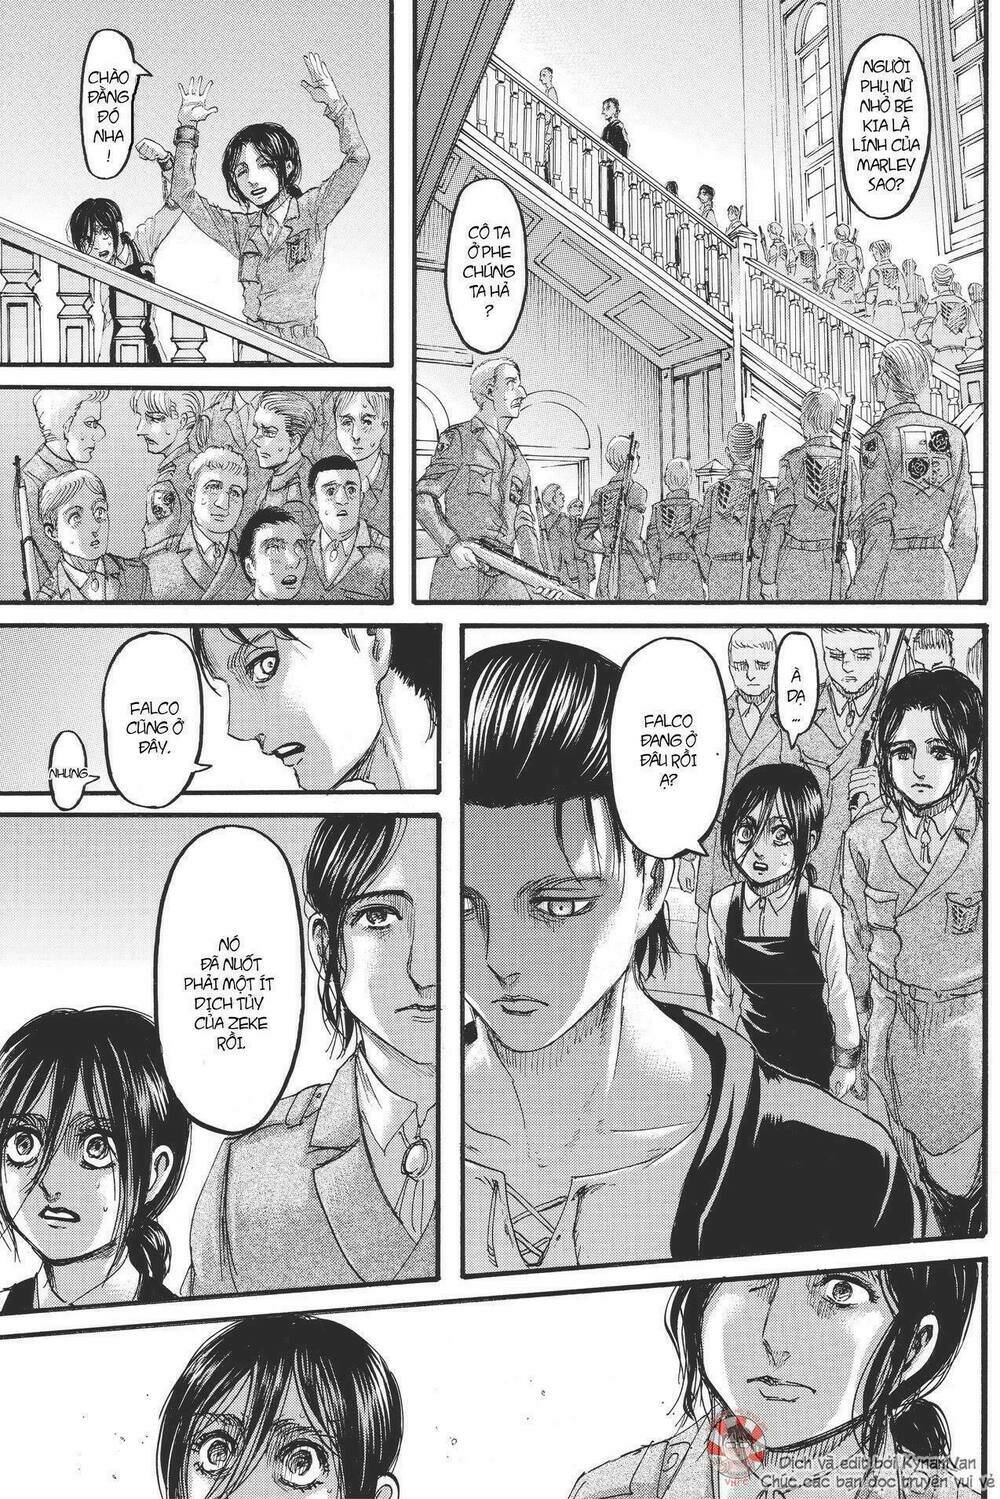 NGƯỜI
PHỤ NỮ
NHỎ BÉ
KIA LÀ
LÍNH CỦA
MARLEY
SAO?
CÔ TA
Ở PHE
CHÚNG
TA HẢ
?
CHÀO
ĐẰNG
ĐÓ
NHA
!
À
DẠ
...
FALCO
ĐANG Ở
ĐÂU RỒI
Ạ?
FALCO
CŨNG Ở
ĐÂY.
NHƯNG
NÓ
ĐÃ NUỐT
PHẢI MỘT ÍT
DỊCH TỦY
CỦA ZEKE
RỒI.
Dịch và edit bởi KynanVan
Chúc các bạn đọc truyện vui vẻ